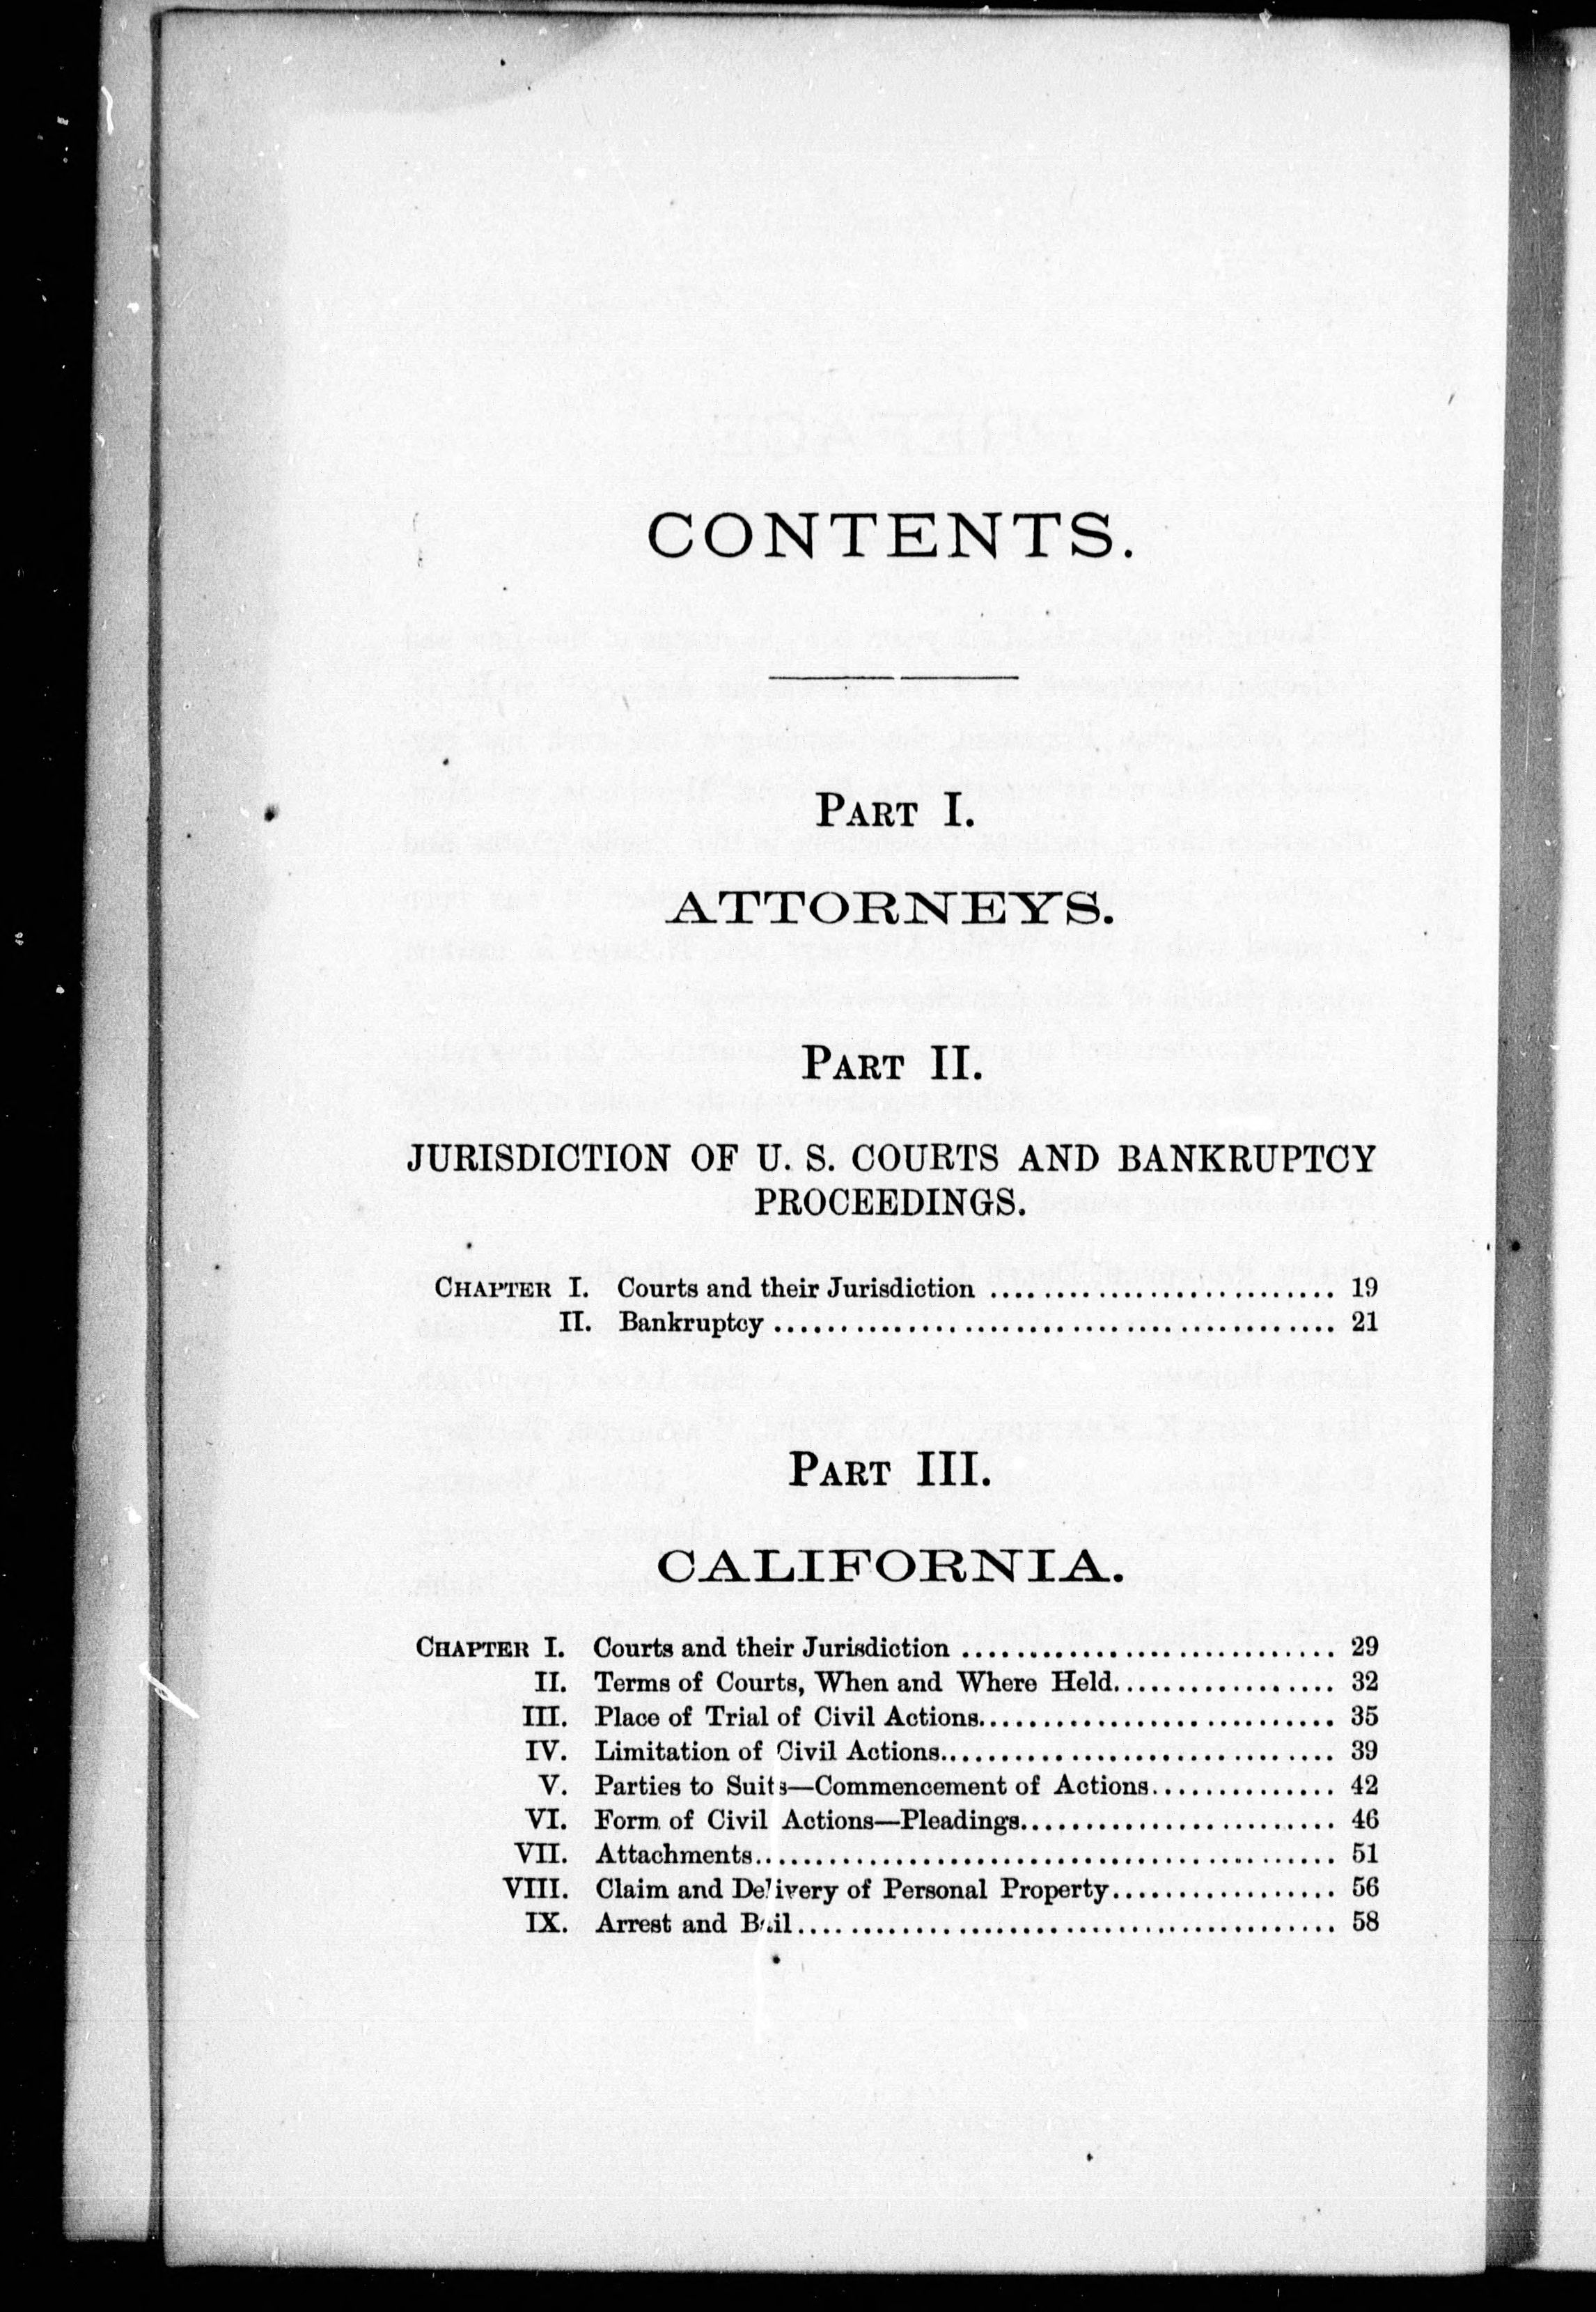 CONTENTS.
PART I.
ATTORNEYS.
PART II.
JURISDICTION OF U. S. COURTS AND BANKRUPTCY
PROCEEDINGS.
CHAPTER I. Courts and their Jurisdiction .......................... 19
II. Bankruptcy .......................................... 21
PART III.
CALIFORNIA.
CHAPTER I. Courts and their Jurisdiction ............................ 29
II. Terms of Courts, When and Where Held................. 32
III. Place of Trial of Civil Actions........................... 35
IV. Limitation of Civil Actions.............................. 39
V. Parties to Suits—Commencement of Actions.............. 42
VI. Form of Civil Actions—Pleadings........................ 46
VII. Attachments............................................ 51
VIII. Claim and Delivery of Personal Property................. 56
IX. Arrest and Bail......................................... 58